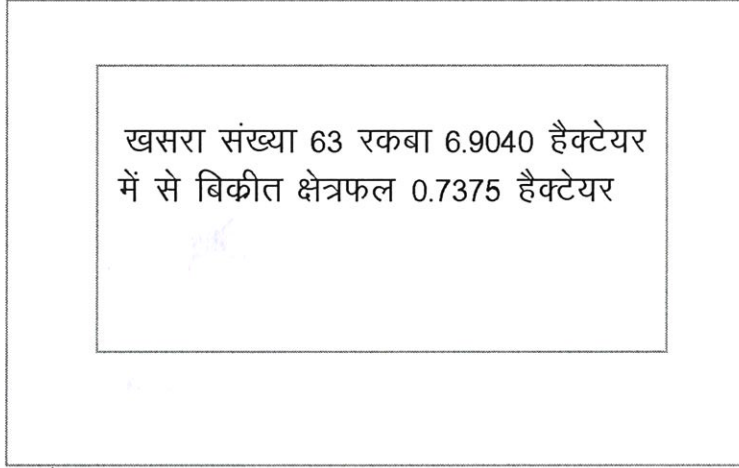 खसरा संख्या 63 रकबा 6.9040 हैक्टेयर
में से बिक्रीत क्षेत्रफल 0.7375 हैक्टेयर